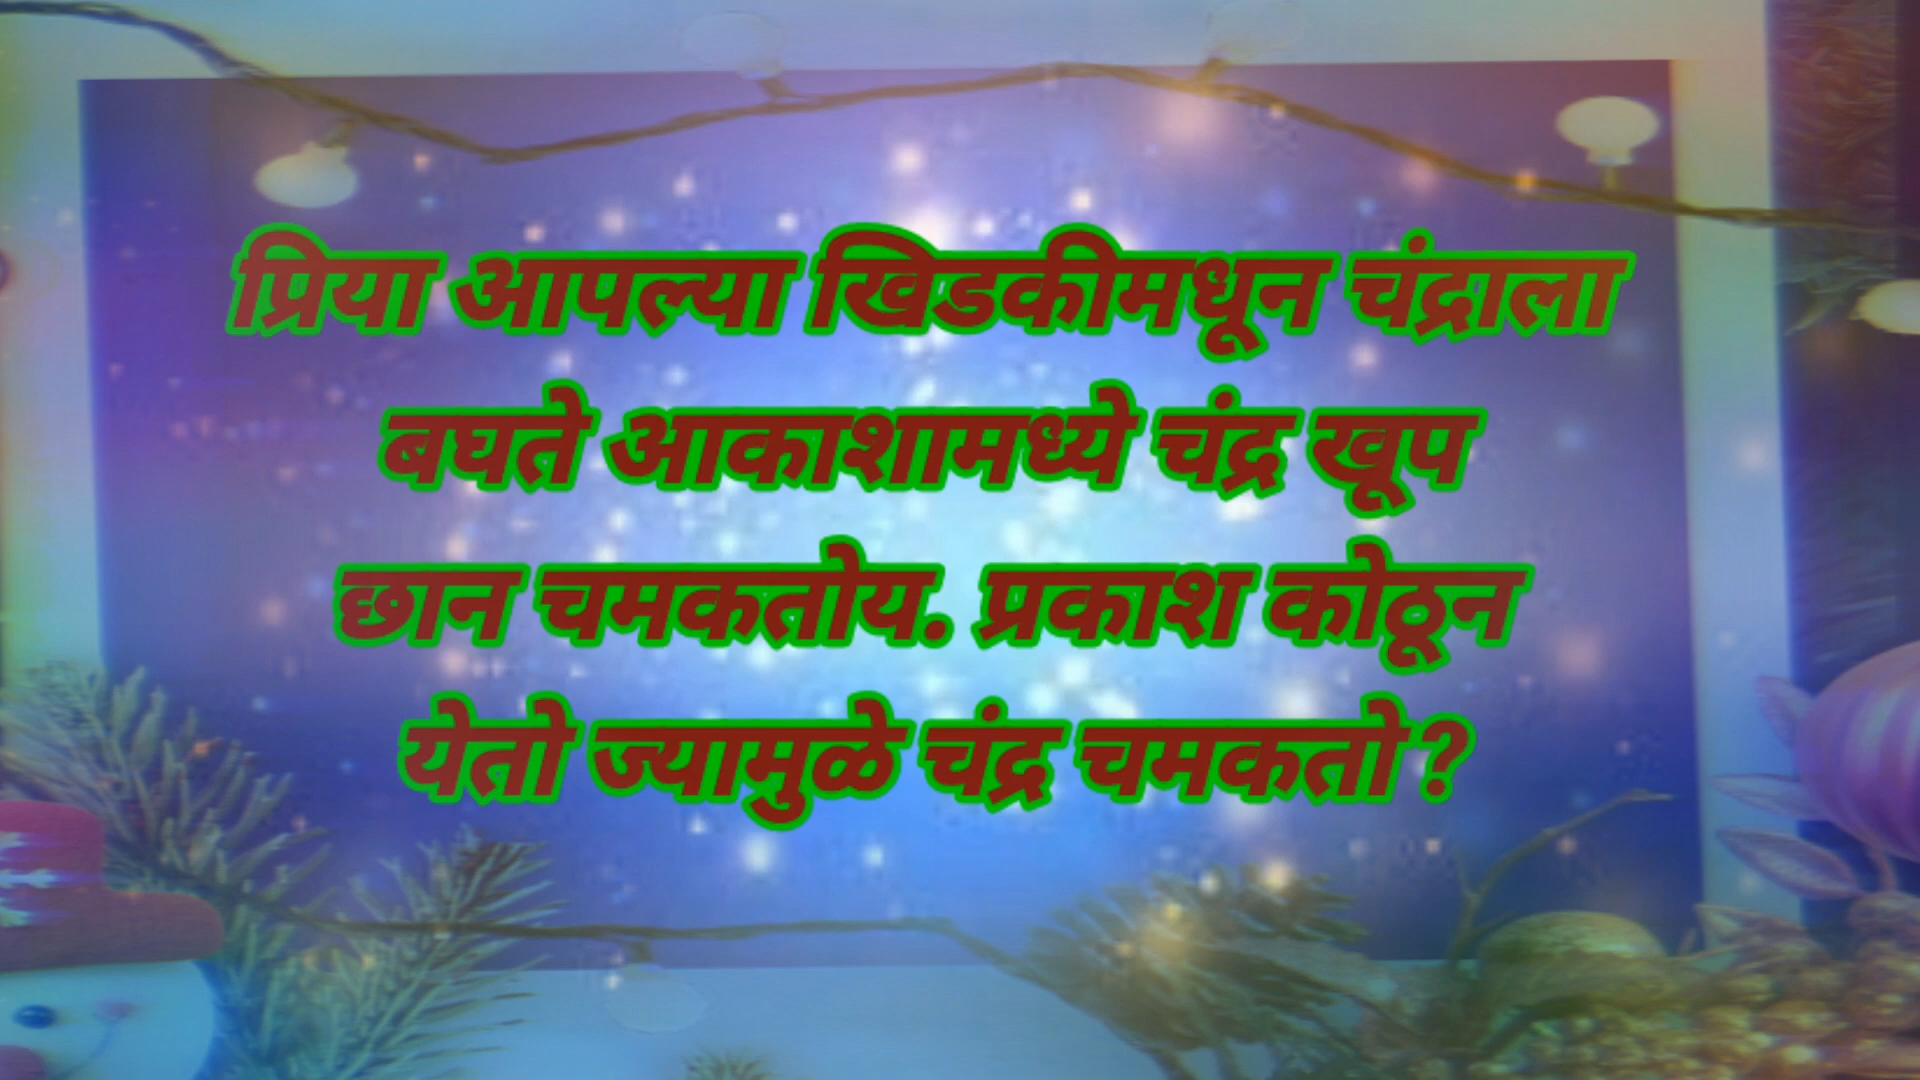 प्रिया आपल्या खिडकीमधून चंद्राला
बघते आकाशामध्ये चंद्र खूप
छान चमकतोय. प्रकाश कोठून
येतो ज्यामुळे चंद्र चमकतो?